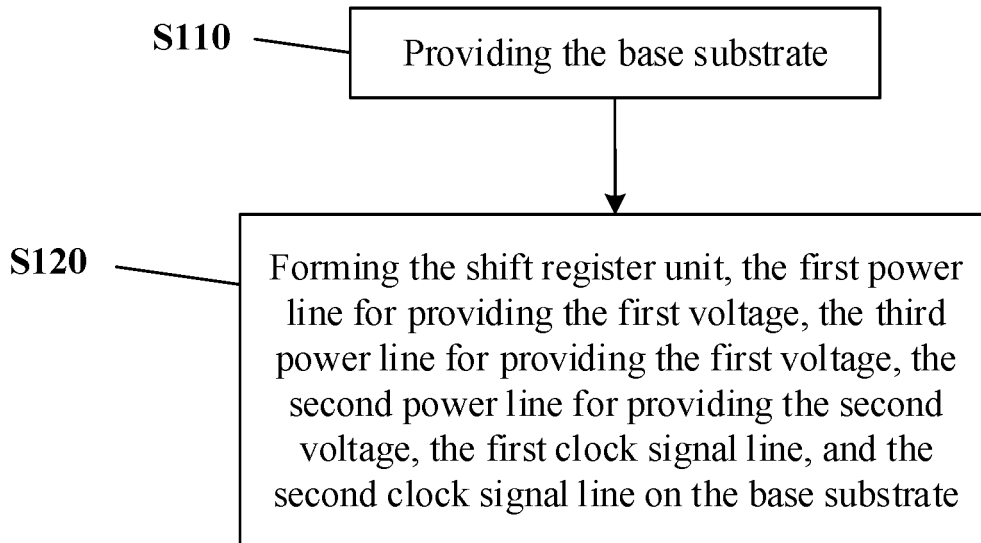 S110
Providing the base substrate
S120
Forming the shift register unit, the first power
line for providing the first voltage, the third
power line for providing the first voltage, the
second power line for providing the second
voltage, the first clock signal line, and the
second clock signal line on the base substrate